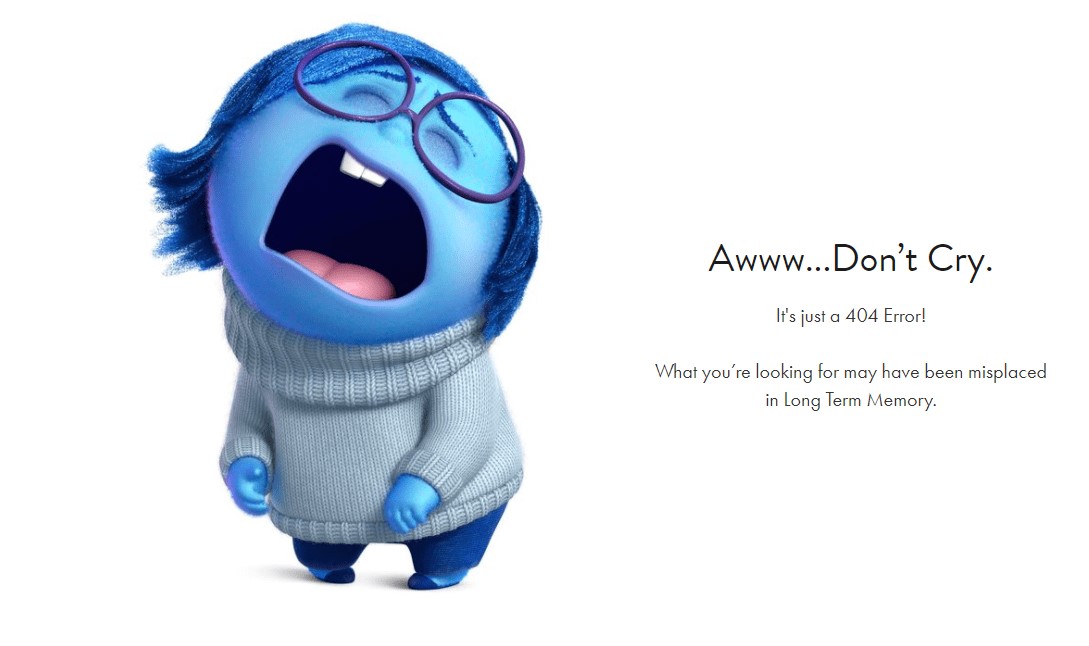 Awww...Don’t Cry.
It's just a 404 Error!
What you’re looking for may have been misplaced
in Long Term Memory.